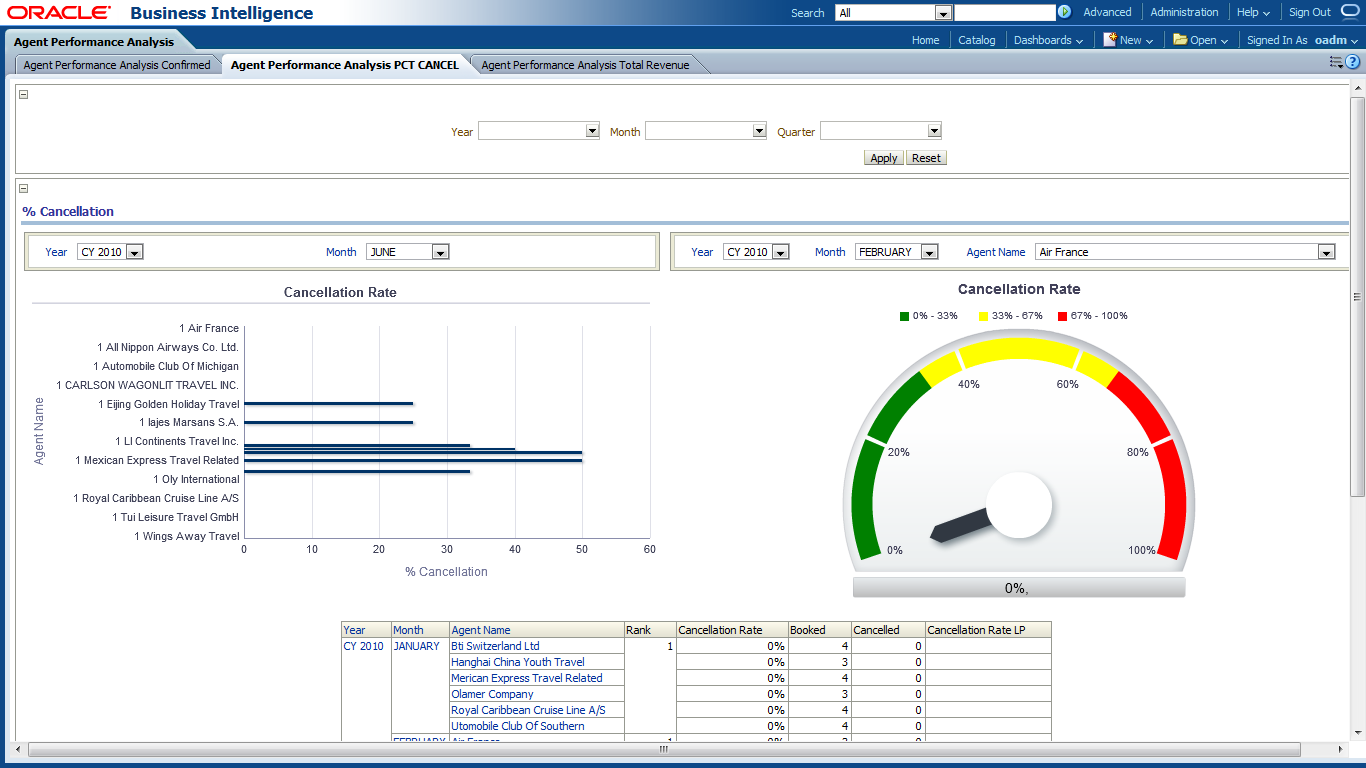 ORACLE Business Intelligence
Search All Advanced Administration Help Sign Out
Agent Performance Analysis
Home Catalog Dashboards New Open Signed In As oadm
Agent Performance Analysis Confirmed Agent Performance Analysis PCT CANCEL Agent Performance Analysis Total Revenue
Year Month Quarter
Apply Reset
% Cancellation
Year CY 2010 Month JUNE
Year CY 2010 Month FEBRUARY Agent Name Air France
Cancellation Rate
1 Air France
1 All Nippon Airways Co. Ltd.
1 Automobile Club Of Michigan
1 CARLSON WAGONLIT TRAVEL INC.
1 Eijing Golden Holiday Travel
1 Iajes Marsans S.A.
1 LI Continents Travel Inc.
1 Mexican Express Travel Related
1 Oly International
1 Royal Caribbean Cruise Line A/S
1 Tui Leisure Travel GmbH
1 Wings Away Travel
Agent Name
0 10 20 30 40 50 60
% Cancellation
Cancellation Rate
0% - 33% 33% - 67% 67% - 100%
40% 60%
20% 80%
0% 100%
0%,
Year Month Agent Name Rank Cancellation Rate Booked Cancelled Cancellation Rate LP
CY 2010 JANUARY Bti Switzerland Ltd 1 0% 4 0
Hanghai China Youth Travel 0% 3 0
Merican Express Travel Related 0% 4 0
Olamer Company 0% 3 0
Royal Caribbean Cruise Line A/S 0% 4 0
Utomobile Club Of Southern 0% 4 0
FEBRUARY Air France 1 0% 3 0